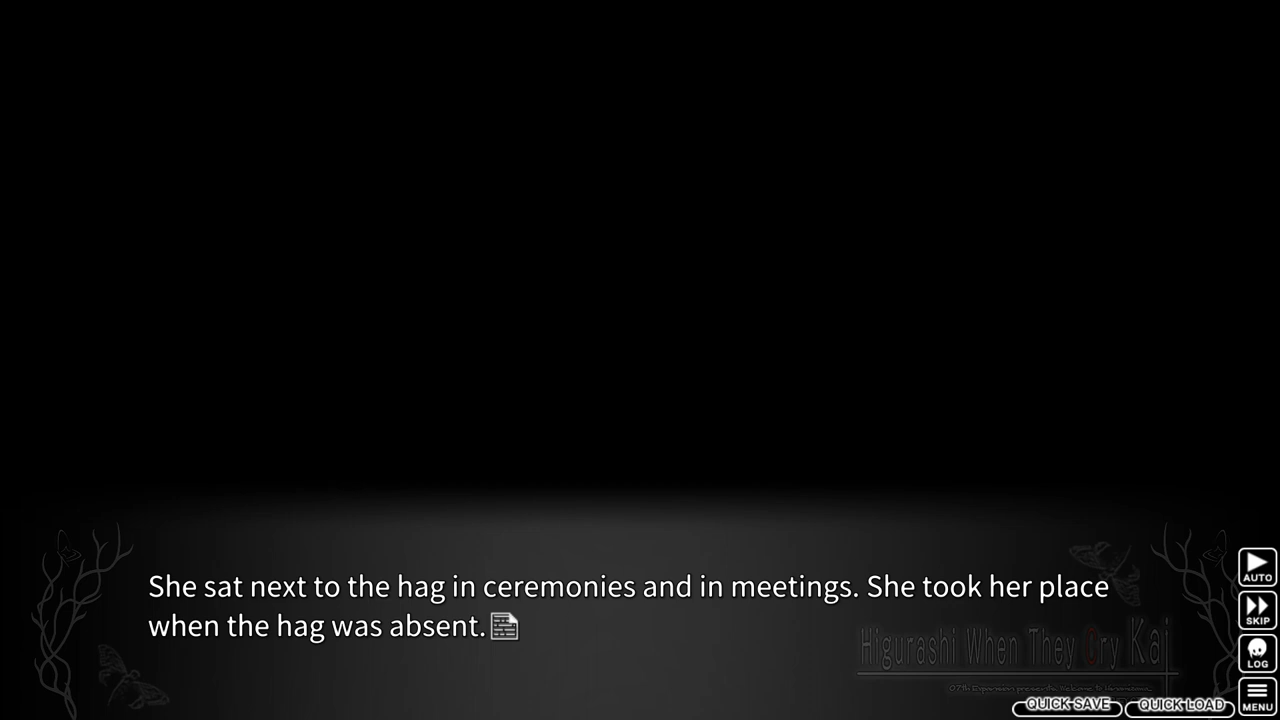 She sat next to the hag in ceremonies and in meetings. She took her place
when the hag was absent.
Higurashi When They Cry Kai
AUTO
SKIP
LOG
MENU
QUICK SAVE
QUICK LOAD